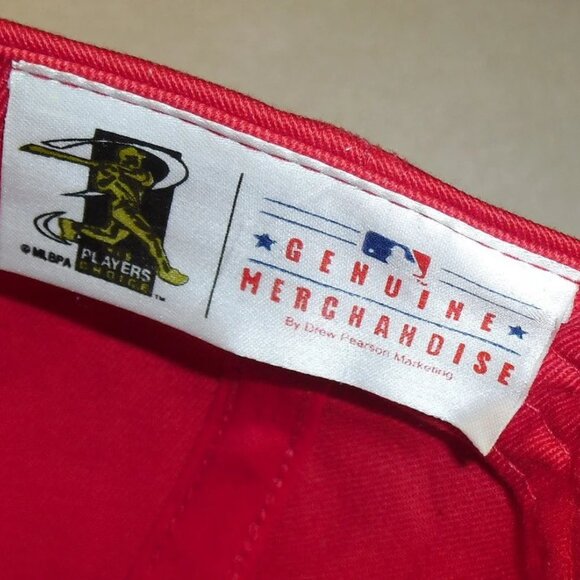 PLAYERS
CHOICE
© MLBPA
™
GENUINE
MERCHANDISE
By Drew Pearson Marketing